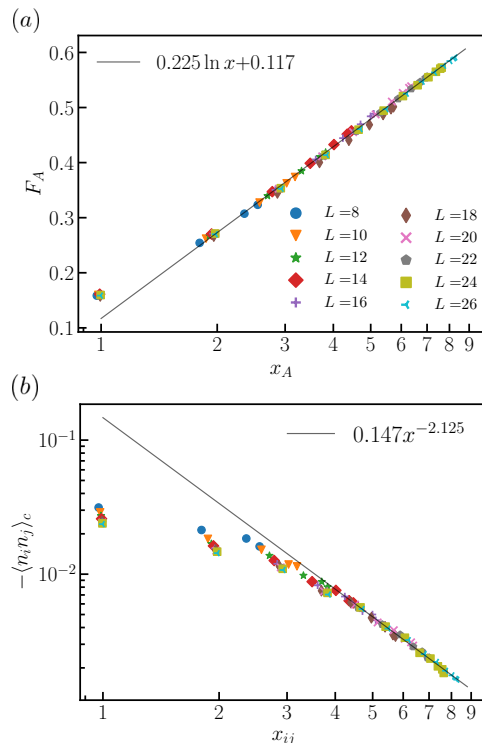 (a)
0.6
0.5
0.4
0.3
0.2
0.1
F_A
0.225 ln x+0.117
L =8
L =10
L =12
L =14
L =16
L =18
L =20
L =22
L =24
L =26
1 2 3 4 5 6 7 8 9
x_A
(b)
10^{-1}
10^{-2}
-⟨n_i n_j⟩_c
0.147x^{-2.125}
1 2 3 4 5 6 7 8 9
x_{ij}